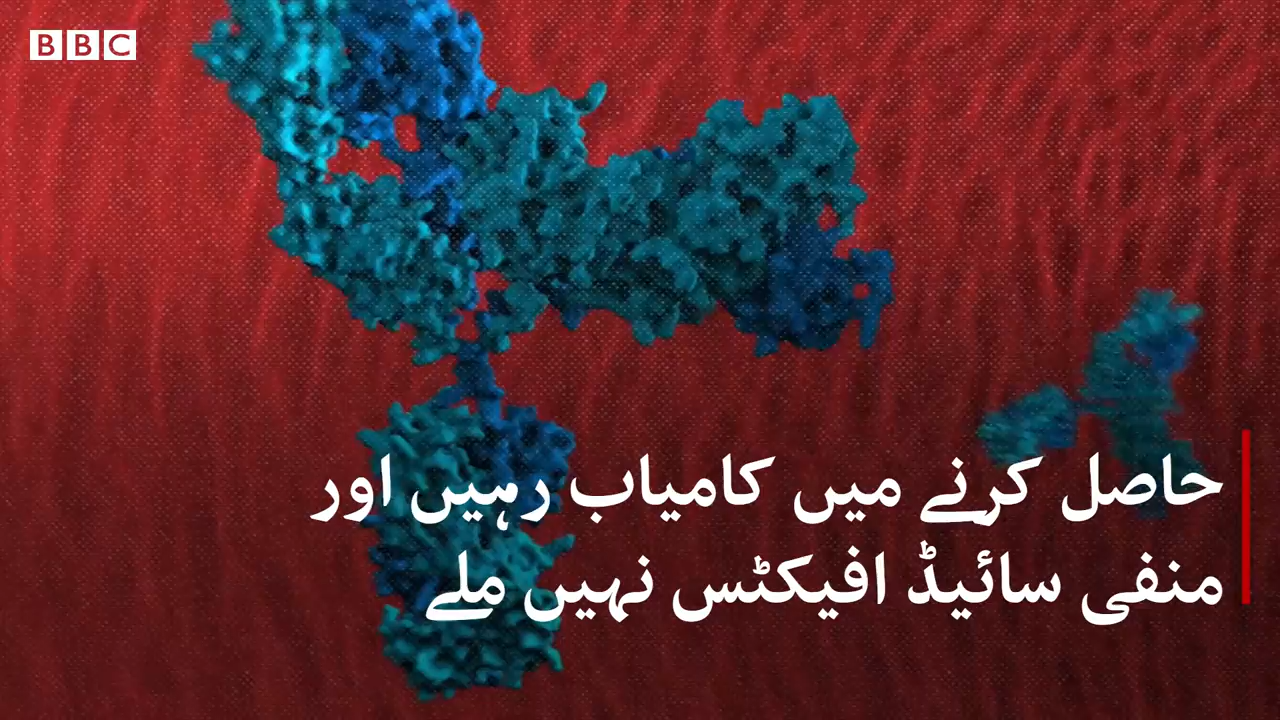 BBC
حاصل کرنے میں کامیاب رہیں اور
منفی سائیڈ افیکٹس نہیں ملے